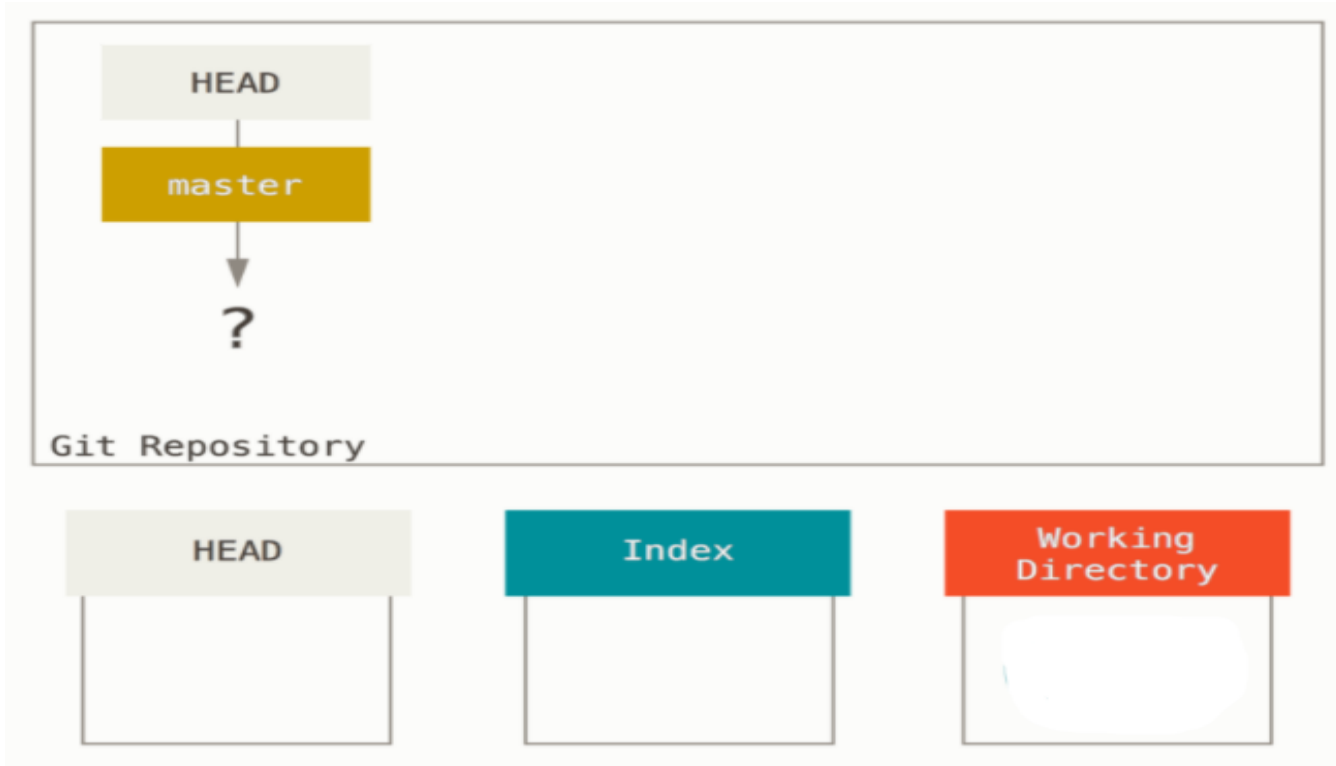 HEAD
master
?
Git Repository
HEAD
Index
Working
Directory